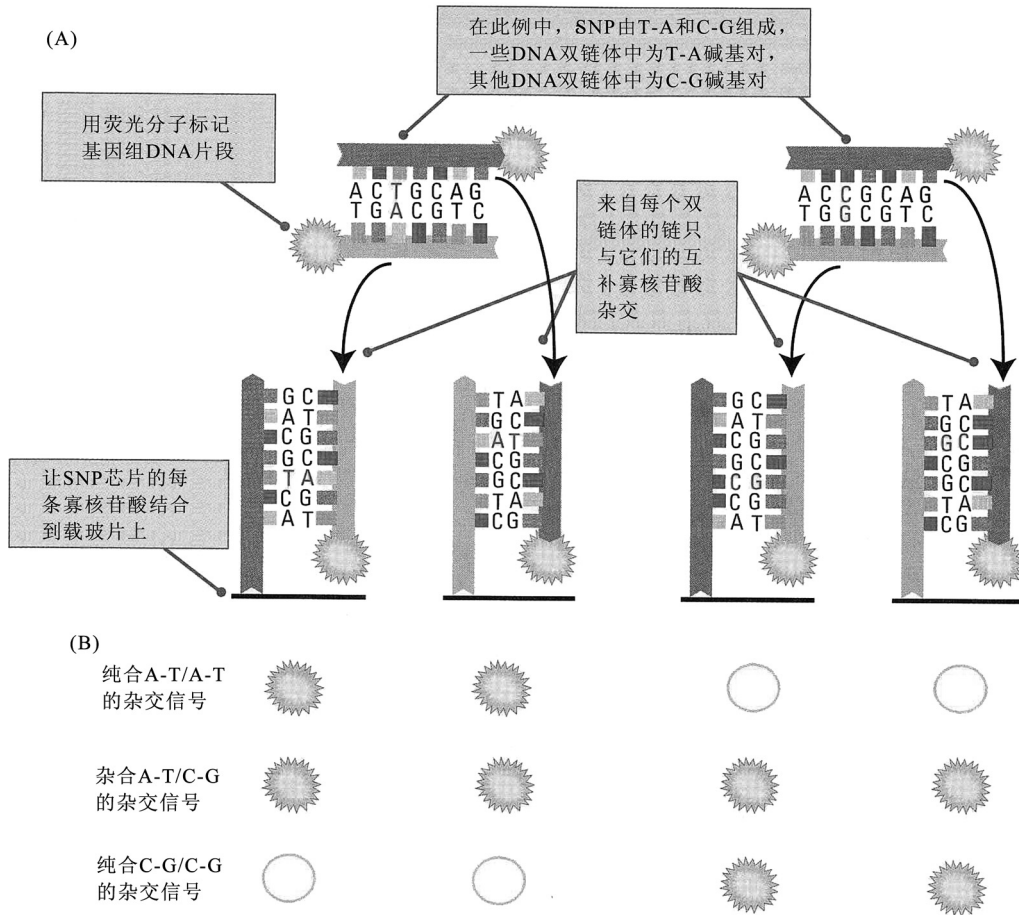 (A)
在此例中，SNP由T-A和C-G组成，
一些DNA双链体中为T-A碱基对，
其他DNA双链体中为C-G碱基对
用荧光分子标记
基因组DNA片段
A C T G C A G
T G A C G T C
来自每个双
链体的链只
与它们的互
补寡核苷酸
杂交
A C C G C A G
T G G C G T C
G C
A T
C G
G C
T A
C G
A T
T A
G C
A T
C G
G C
T A
C G
G C
A T
C G
G C
C G
C G
A T
T A
G C
G C
C G
G C
T A
C G
让SNP芯片的每
条寡核苷酸结合
到载玻片上
(B)
纯合A-T/A-T
的杂交信号
杂合A-T/C-G
的杂交信号
纯合C-G/C-G
的杂交信号